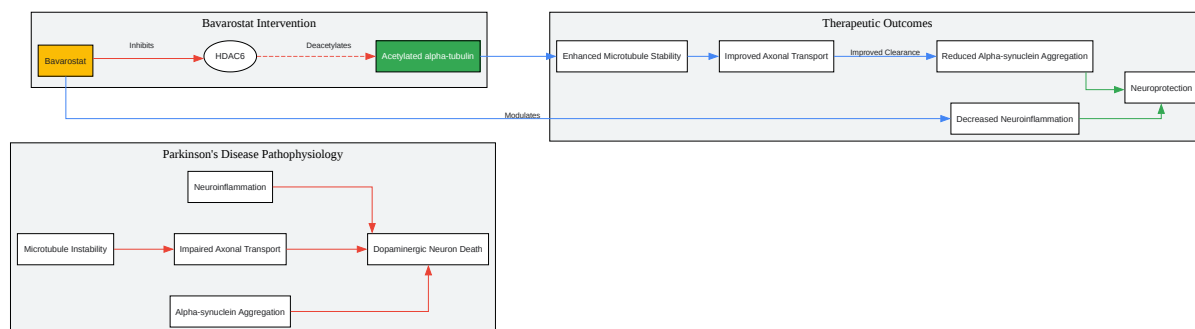 Bavarostat Intervention
Bavarostat
Inhibits
HDAC6
Deacetylates
Acetylated alpha-tubulin
Modulates
Therapeutic Outcomes
Enhanced Microtubule Stability
Improved Axonal Transport
Improved Clearance
Reduced Alpha-synuclein Aggregation
Neuroprotection
Decreased Neuroinflammation
Parkinson's Disease Pathophysiology
Neuroinflammation
Microtubule Instability
Impaired Axonal Transport
Dopaminergic Neuron Death
Alpha-synuclein Aggregation